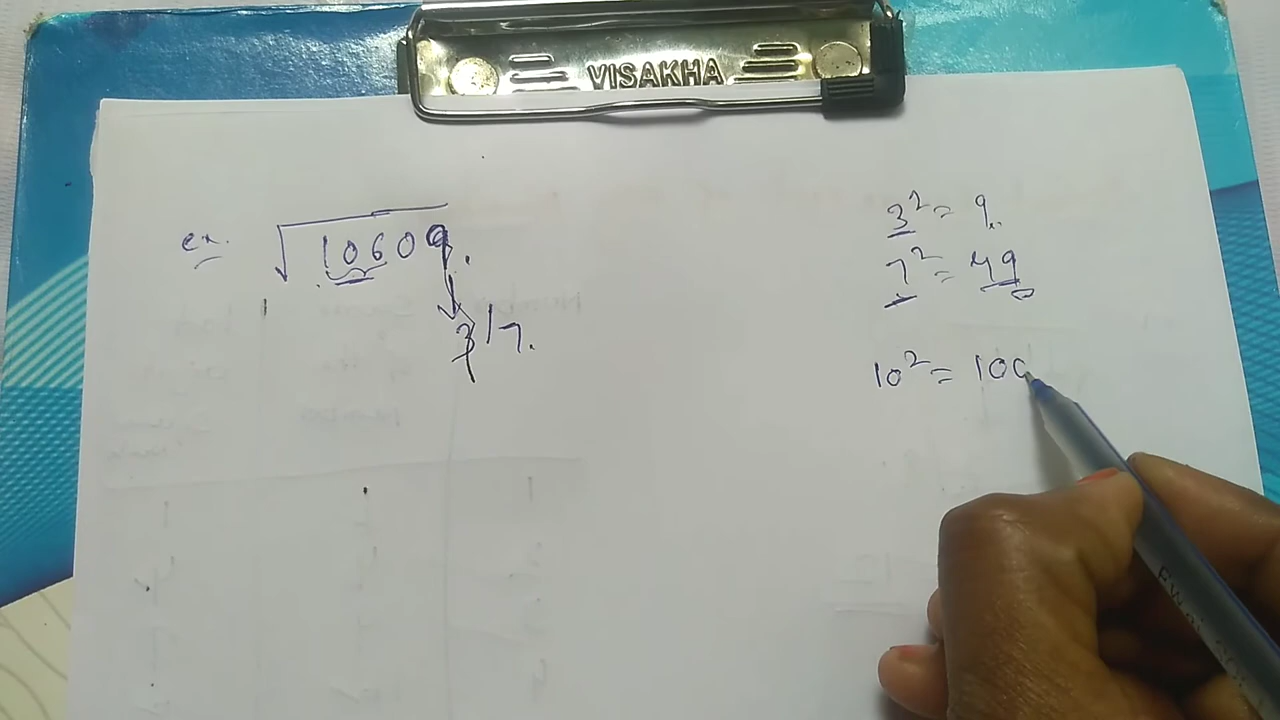 VISAKHA
ex. √10609.
3/7.
3² = 9.
7² = 49
10² = 100